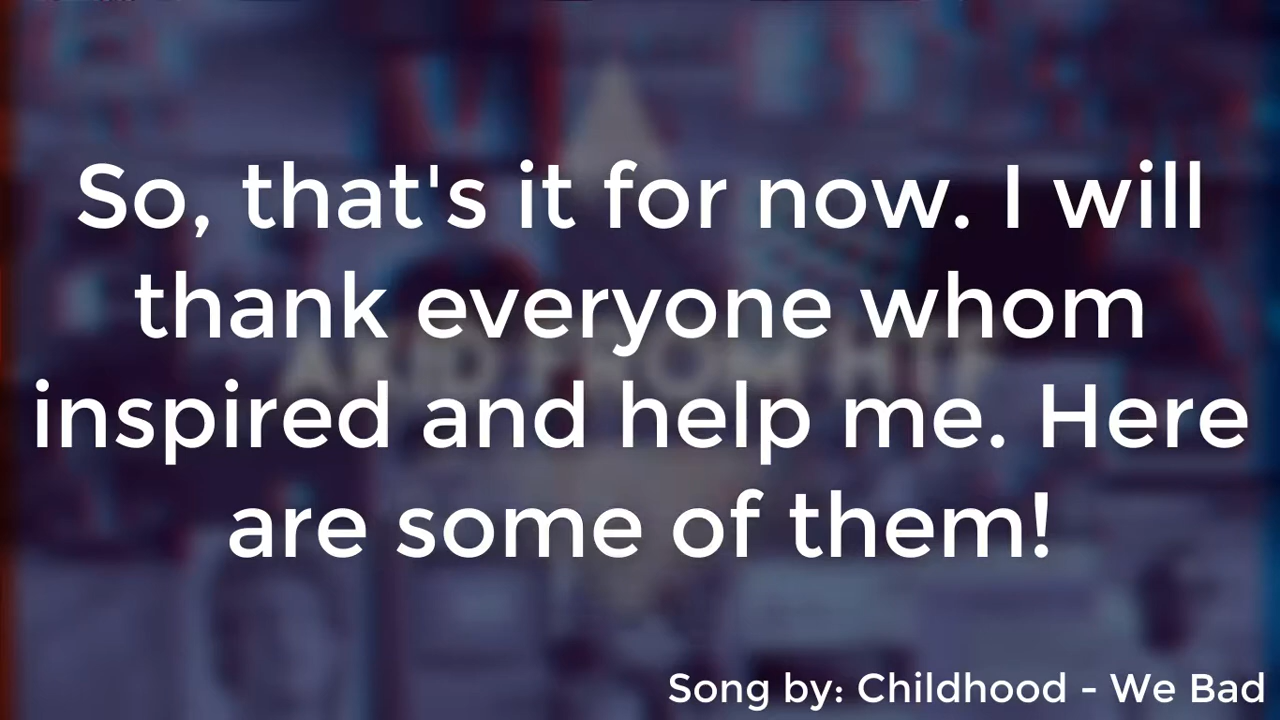 So, that's it for now. I will
thank everyone whom
inspired and help me. Here
are some of them!
Song by: Childhood - We Bad